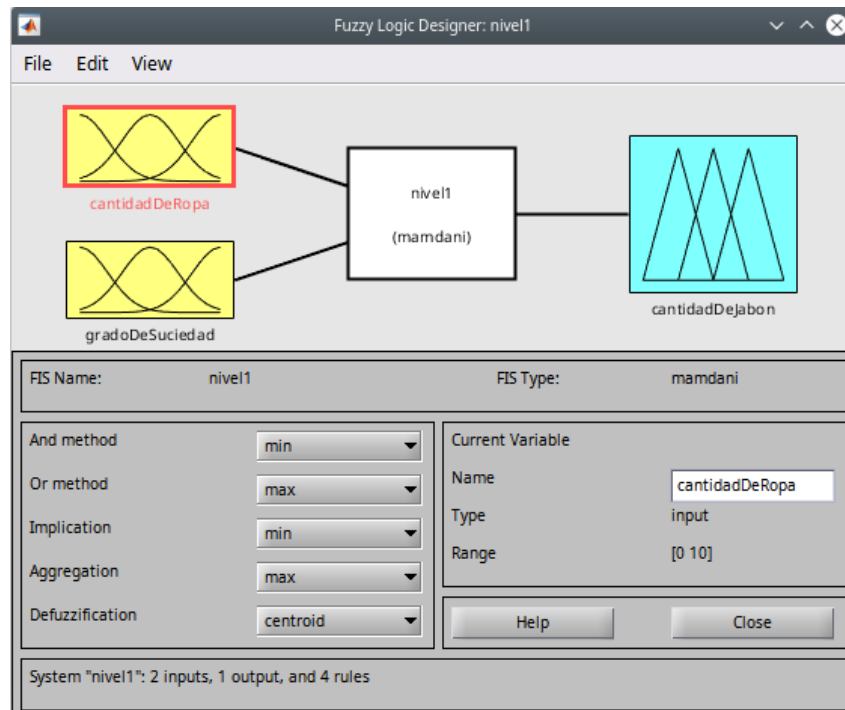 Fuzzy Logic Designer: nivel1
File Edit View
cantidadDeRopa
gradoDeSuciedad
nivel1
(mamdani)
cantidadDeJabon
FIS Name: nivel1 FIS Type: mamdani
And method min
Or method max
Implication min
Aggregation max
Defuzzification centroid
Current Variable
Name cantidadDeRopa
Type input
Range [0 10]
Help Close
System "nivel1": 2 inputs, 1 output, and 4 rules